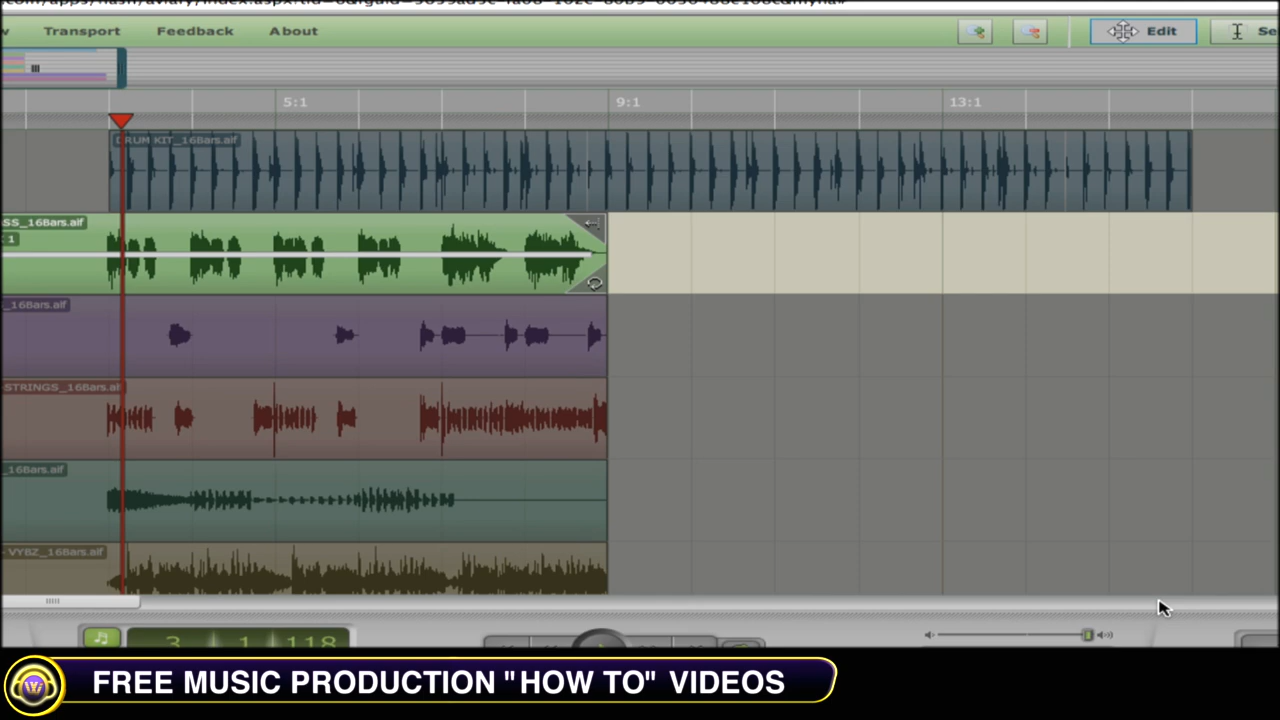 Transport Feedback About Edit
5:1 9:1 13:1
DRUM KIT_16Bars.aif
SS_16Bars.aif
1
_16Bars.aif
STRINGS_16Bars.aif
_16Bars.aif
- VYBZ_16Bars.aif
3 1 118
FREE MUSIC PRODUCTION "HOW TO" VIDEOS